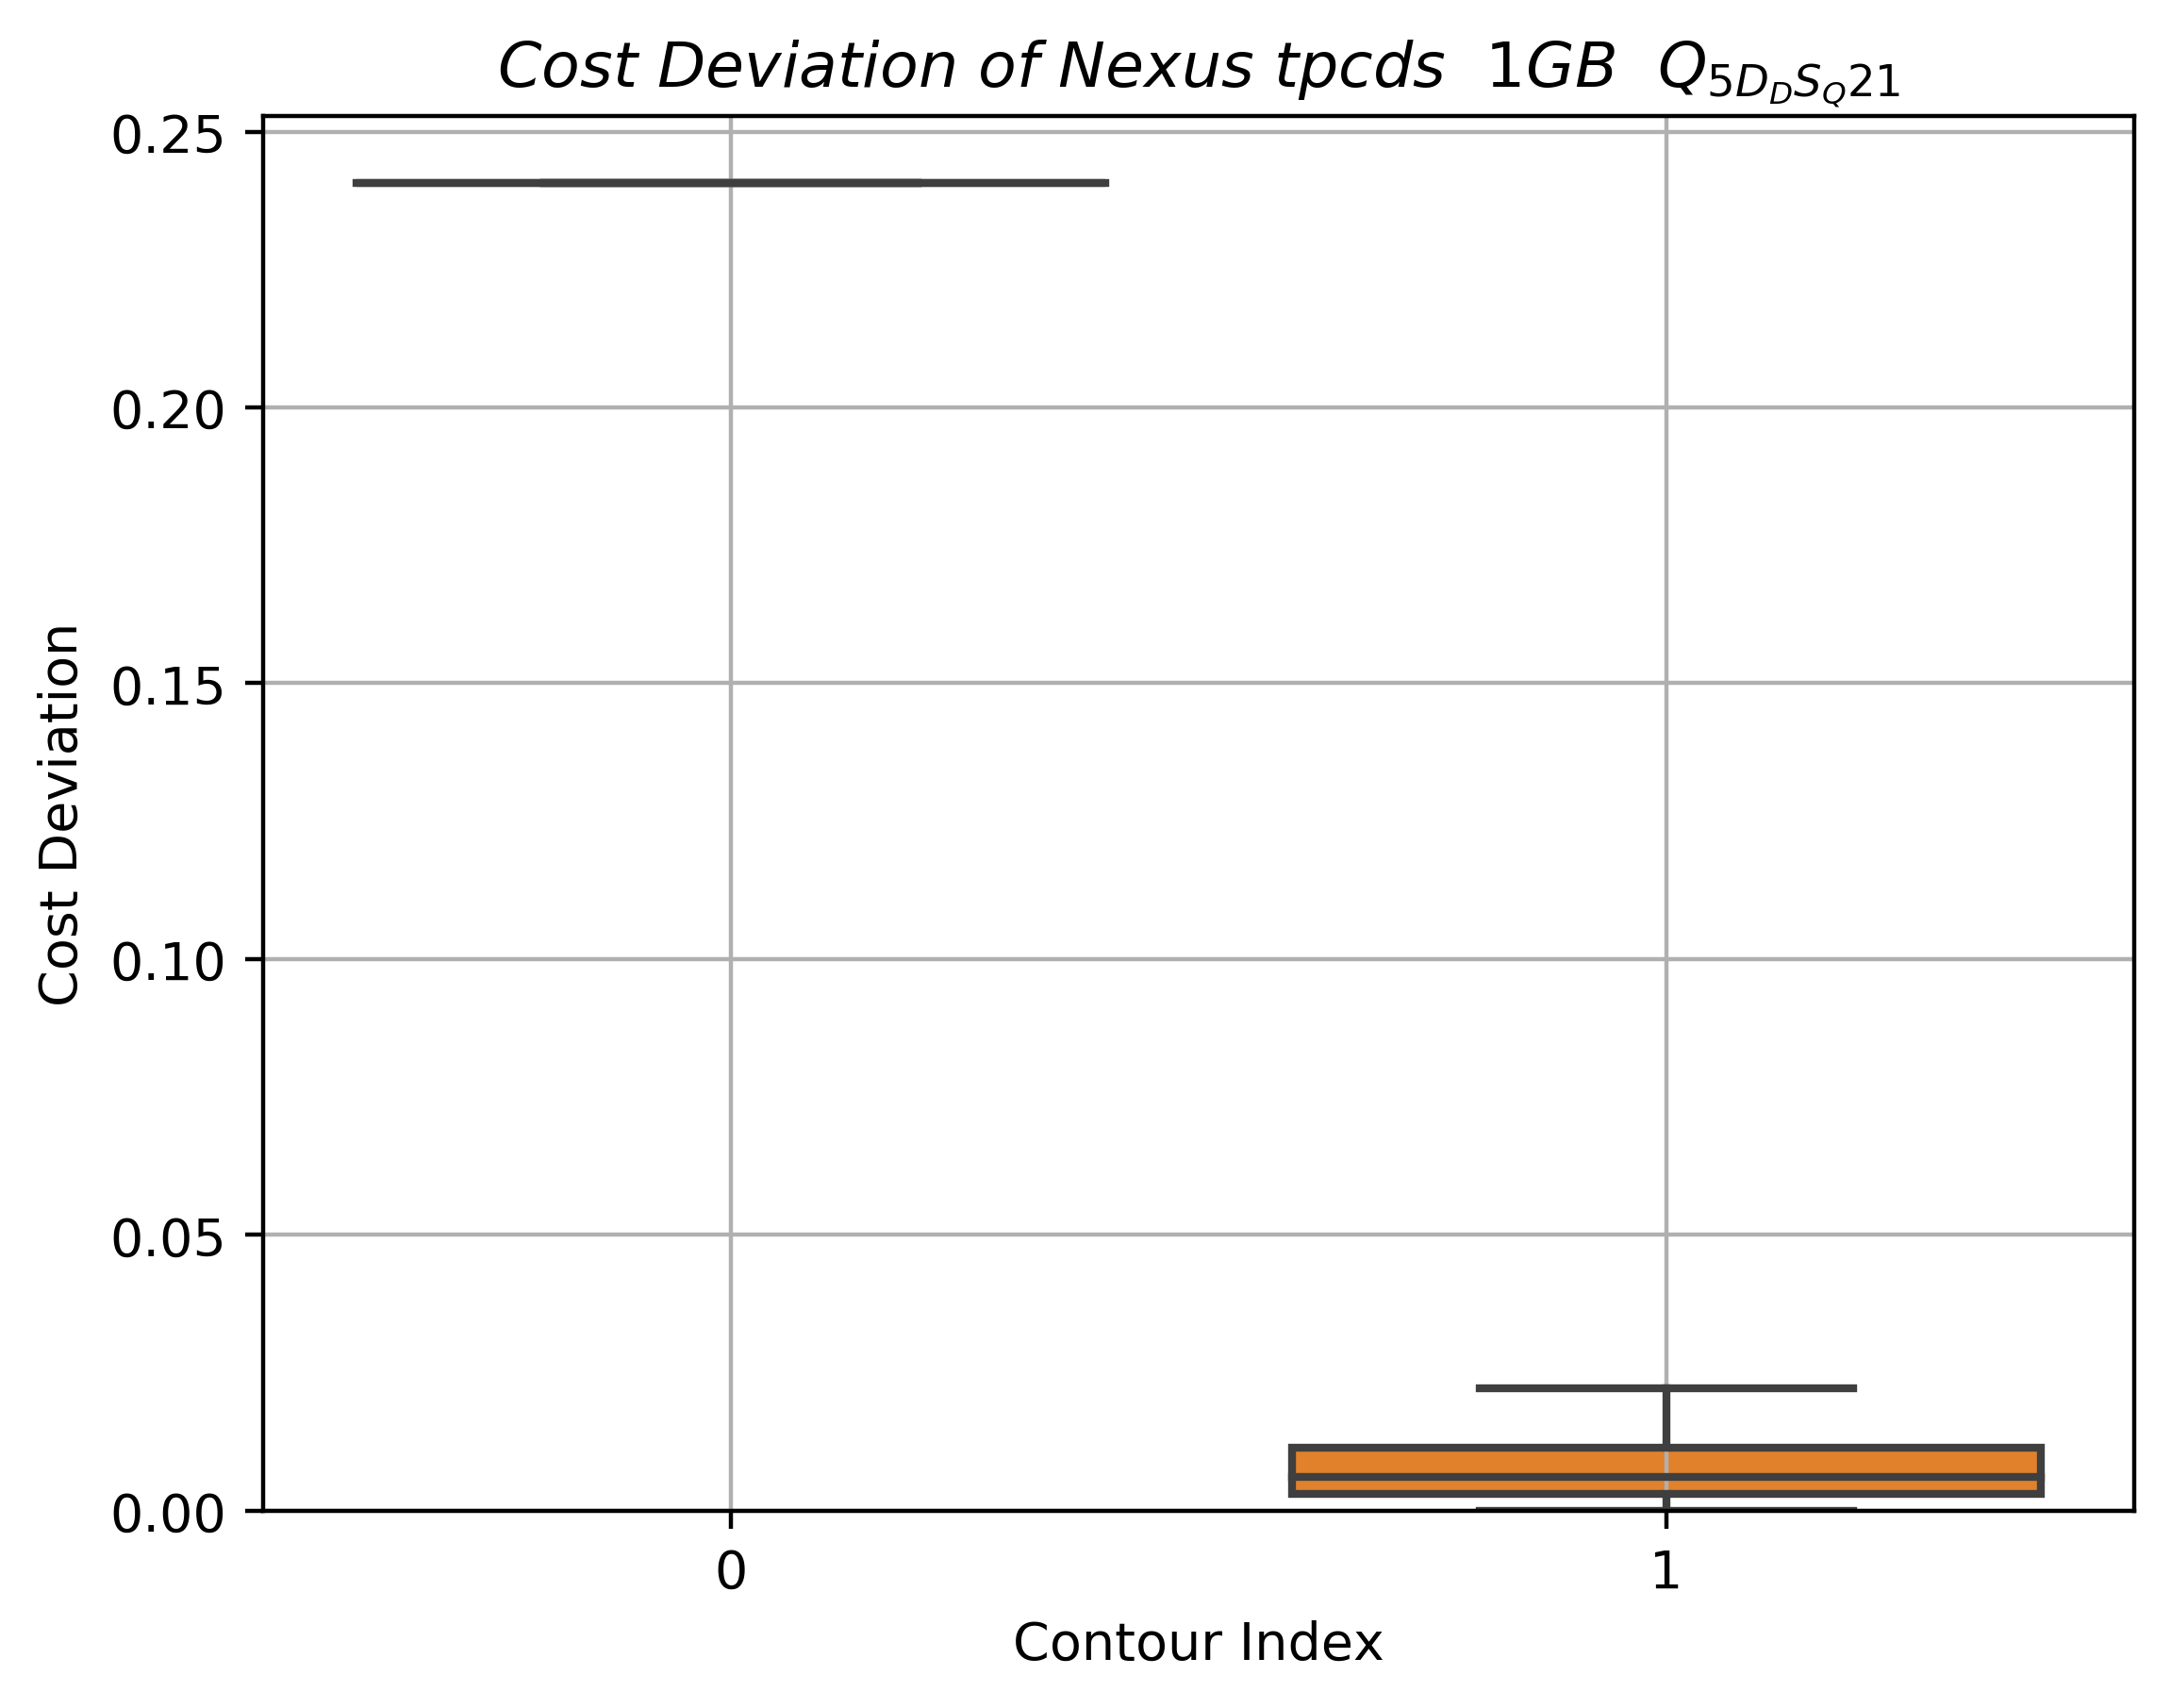 Cost Deviation of Nexus tpcds 1GB Q5DDSQ21
0.25
0.20
0.15
0.10
0.05
0.00
Cost Deviation
0 1
Contour Index